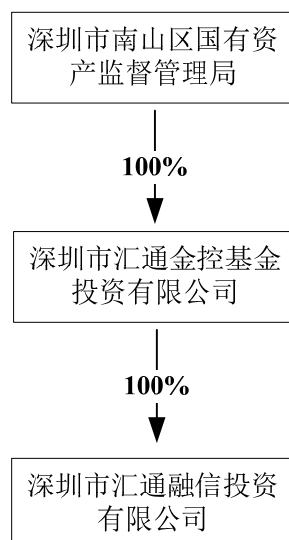 深圳市南山区国有资
产监督管理局
100%
深圳市汇通金控基金
投资有限公司
100%
深圳市汇通融信投资
有限公司